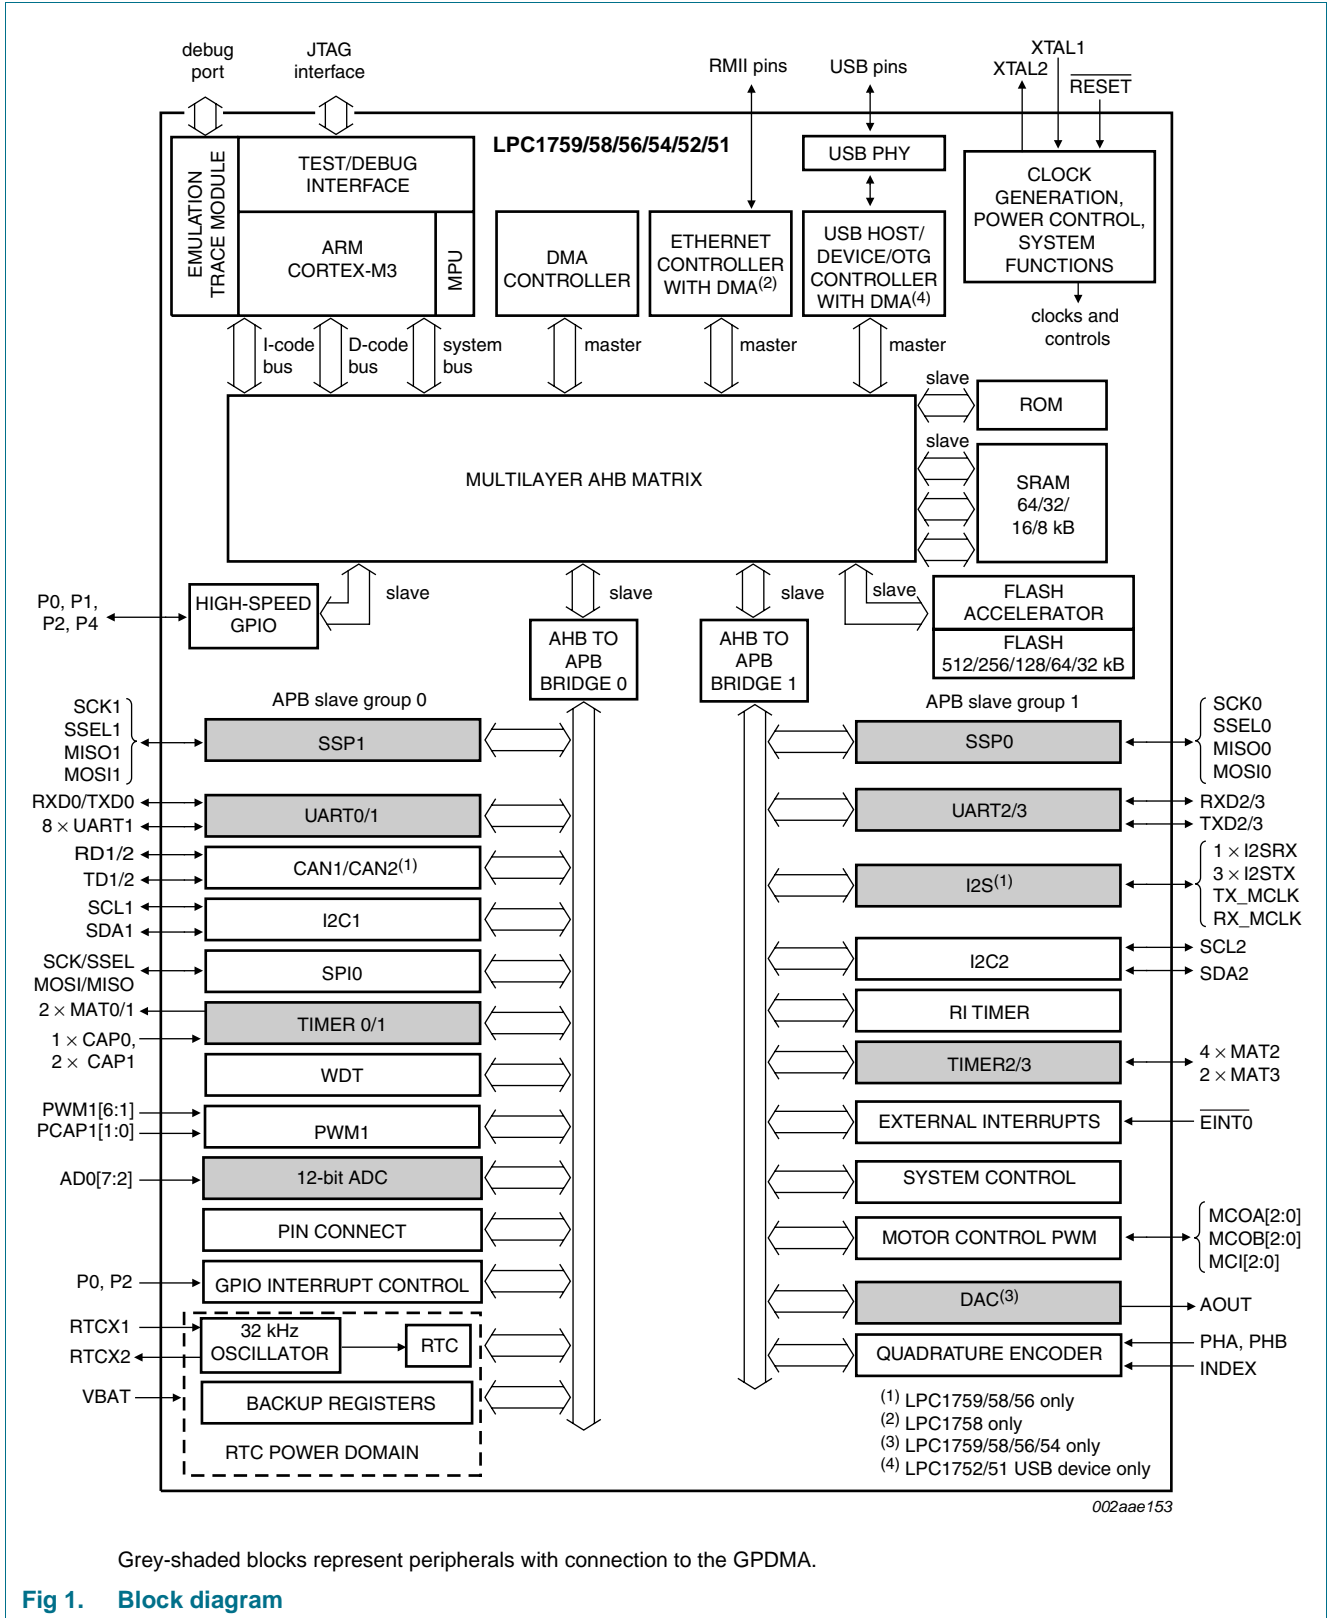 debug
port
JTAG
interface
RMII pins
USB pins
XTAL1
XTAL2
RESET
LPC1759/58/56/54/52/51
EMULATION
TRACE MODULE
TEST/DEBUG
INTERFACE
ARM
CORTEX-M3
MPU
DMA
CONTROLLER
ETHERNET
CONTROLLER
WITH DMA(2)
USB PHY
USB HOST/
DEVICE/OTG
CONTROLLER
WITH DMA(4)
CLOCK
GENERATION,
POWER CONTROL,
SYSTEM
FUNCTIONS
clocks and
controls
I-code
bus
D-code
bus
system
bus
master
master
master
MULTILAYER AHB MATRIX
slave
ROM
slave
SRAM
64/32/
16/8 kB
P0, P1,
P2, P4
HIGH-SPEED
GPIO
slave
slave
slave
slave
AHB TO
APB
BRIDGE 0
AHB TO
APB
BRIDGE 1
FLASH
ACCELERATOR
FLASH
512/256/128/64/32 kB
APB slave group 0
APB slave group 1
SCK1
SSEL1
MISO1
MOSI1
SSP1
SSP0
SCK0
SSEL0
MISO0
MOSI0
RXD0/TXD0
8 × UART1
UART0/1
UART2/3
RXD2/3
TXD2/3
RD1/2
TD1/2
CAN1/CAN2(1)
I2S(1)
1 × I2SRX
3 × I2STX
TX_MCLK
RX_MCLK
SCL1
SDA1
I2C1
I2C2
SCL2
SDA2
SCK/SSEL
MOSI/MISO
SPI0
RI TIMER
2 × MAT0/1
1 × CAP0,
2 × CAP1
TIMER 0/1
TIMER2/3
4 × MAT2
2 × MAT3
WDT
EXTERNAL INTERRUPTS
EINT0
PWM1[6:1]
PCAP1[1:0]
PWM1
SYSTEM CONTROL
AD0[7:2]
12-bit ADC
MOTOR CONTROL PWM
MCOA[2:0]
MCOB[2:0]
MCI[2:0]
PIN CONNECT
P0, P2
GPIO INTERRUPT CONTROL
DAC(3)
AOUT
RTCX1
RTCX2
32 kHz
OSCILLATOR
RTC
QUADRATURE ENCODER
PHA, PHB
INDEX
VBAT
BACKUP REGISTERS
RTC POWER DOMAIN
(1) LPC1759/58/56 only
(2) LPC1758 only
(3) LPC1759/58/56/54 only
(4) LPC1752/51 USB device only
002aae153
Grey-shaded blocks represent peripherals with connection to the GPDMA.
Fig 1. Block diagram